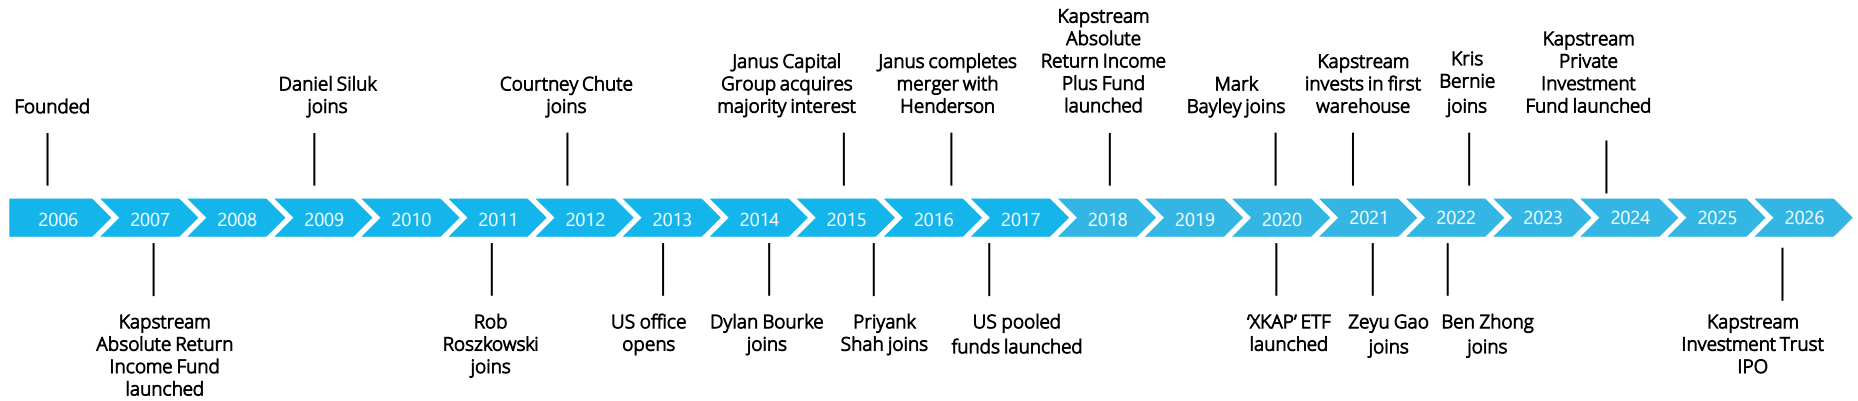 Founded
Daniel Siluk
joins
Courtney Chute
joins
Janus Capital
Group acquires
majority interest
Janus completes
merger with
Henderson
Kapstream
Absolute
Return Income
Plus Fund
launched
Mark
Bayley joins
Kapstream
invests in first
warehouse
Kris
Bernie
joins
Kapstream
Private
Investment
Fund launched
2006
2007
2008
2009
2010
2011
2012
2013
2014
2015
2016
2017
2018
2019
2020
2021
2022
2023
2024
2025
2026
Kapstream
Absolute Return
Income Fund
launched
Rob
Roszkowski
joins
US office
opens
Dylan Bourke
joins
Priyank
Shah joins
US pooled
funds launched
‘XKAP’ ETF
launched
Zeyu Gao
joins
Ben Zhong
joins
Kapstream
Investment Trust
IPO